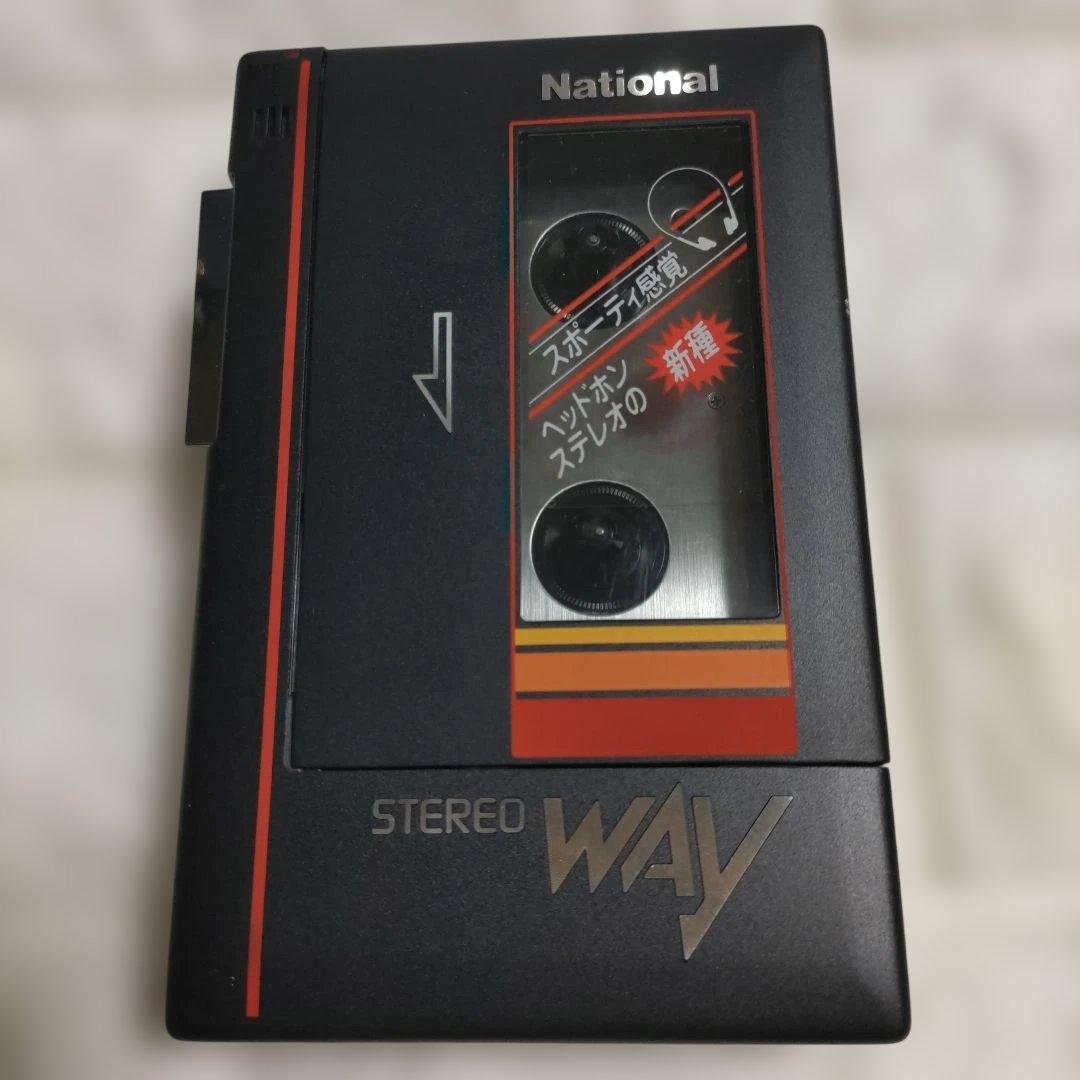 National
スポーティ感覚
ヘッドホン
ステレオの
新種
STEREO WAY